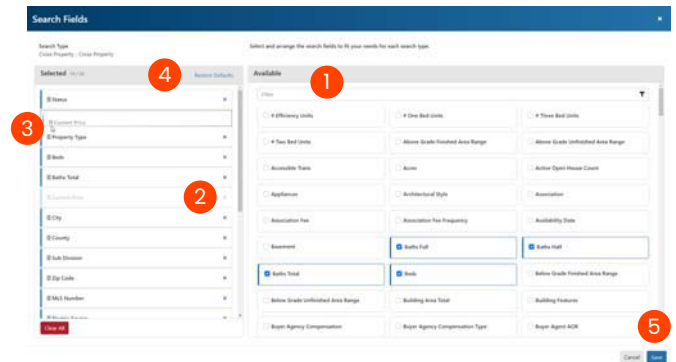 Search Fields
Search Type
Cross Property : Cross Property
Select and arrange the search fields to fit your needs for each search type.
Selected
4
Restore Defaults
Available
1
Filter
Status
Current Price
3
Property Type
Beds
Baths Total
Current Price
2
City
County
Sub Division
Zip Code
MLS Number
Clear All
# Efficiency Units
# One Bed Units
# Three Bed Units
# Two Bed Units
Above Grade Finished Area Range
Above Grade Unfinished Area Range
Accessible Trans
Acres
Active Open House Count
Appliances
Architectural Style
Association
Association Fee
Association Fee Frequency
Availability Date
Basement
Baths Full
Baths Half
Baths Total
Beds
Below Grade Finished Area Range
Below Grade Unfinished Area Range
Building Area Total
Building Features
Buyer Agency Compensation
Buyer Agency Compensation Type
Buyer Agent AOR
5
Cancel
Save